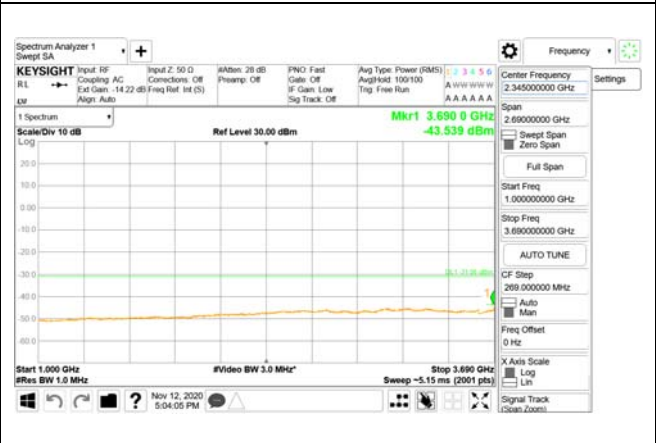 Spectrum Analyzer 1
Swept SA
Frequency
KEYSIGHT
RL
Input: RF
Coupling: AC
Ext Gain: -14.22 dB
Align: Auto
Input Z: 50 Ω
Corrections: Off
Freq Ref: Int (S)
#Atten: 28 dB
Preamp: Off
PNO: Fast
Gate: Off
IF Gain: Low
Sig Track: Off
Avg Type: Power (RMS)
Avg|Hold: 100/100
Trig: Free Run
1 2 3 4 5 6
A W W W W W
A A A A A A
1 Spectrum
Scale/Div 10 dB
Log
Ref Level 30.00 dBm
Mkr1 3.690 0 GHz
-43.539 dBm
20.0
10.0
0.00
-10.0
-20.0
-30.0
-40.0
-50.0
-60.0
1
Start 1.000 GHz
#Res BW 1.0 MHz
#Video BW 3.0 MHz*
Stop 3.690 GHz
Sweep ~5.15 ms (2001 pts)
Nov 12, 2020
5:04:05 PM
Center Frequency
2.345000000 GHz
Settings
Span
2.69000000 GHz
Swept Span
Zero Span
Full Span
Start Freq
1.000000000 GHz
Stop Freq
3.690000000 GHz
AUTO TUNE
CF Step
269.000000 MHz
Auto
Man
Freq Offset
0 Hz
X Axis Scale
Log
Lin
Signal Track
(Span Zoom)